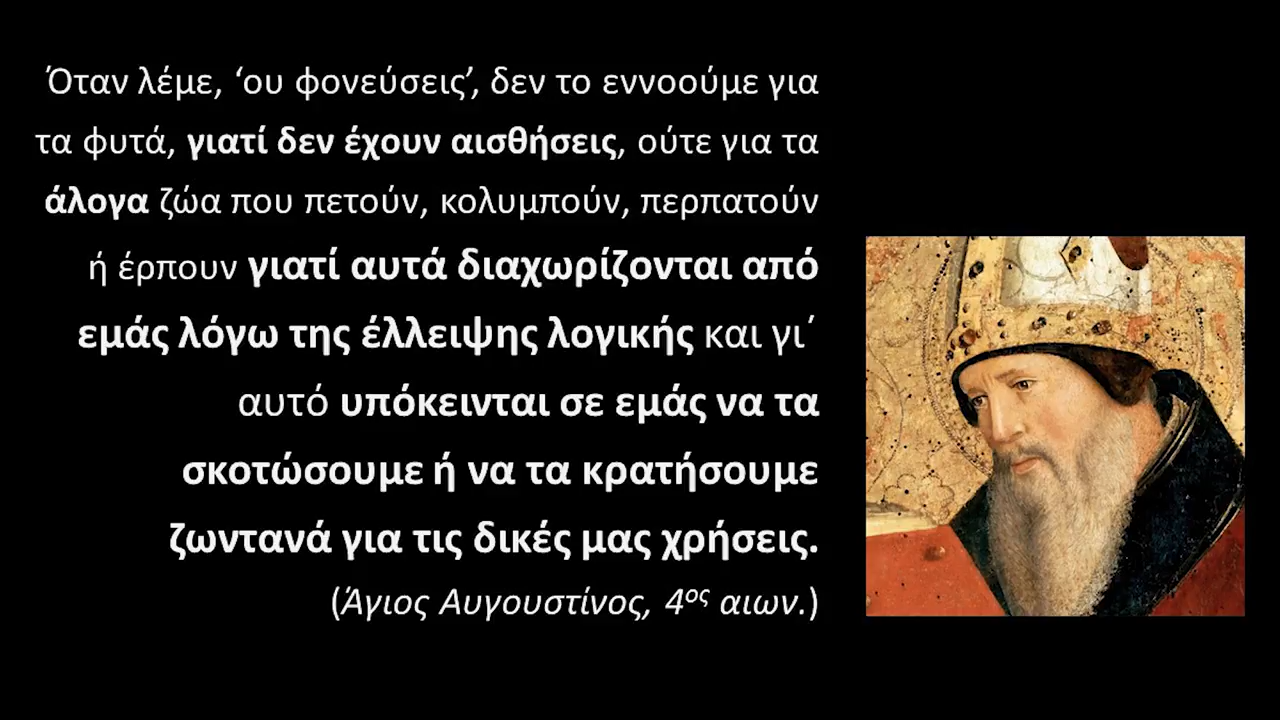 Όταν λέμε, ‘ου φονεύσεις’, δεν το εννοούμε για
τα φυτά, γιατί δεν έχουν αισθήσεις, ούτε για τα
άλογα ζώα που πετούν, κολυμπούν, περπατούν
ή έρπουν γιατί αυτά διαχωρίζονται από
εμάς λόγω της έλλειψης λογικής και γι΄
αυτό υπόκεινται σε εμάς να τα
σκοτώσουμε ή να τα κρατήσουμε
ζωντανά για τις δικές μας χρήσεις.
(Άγιος Αυγουστίνος, 4ος αιων.)